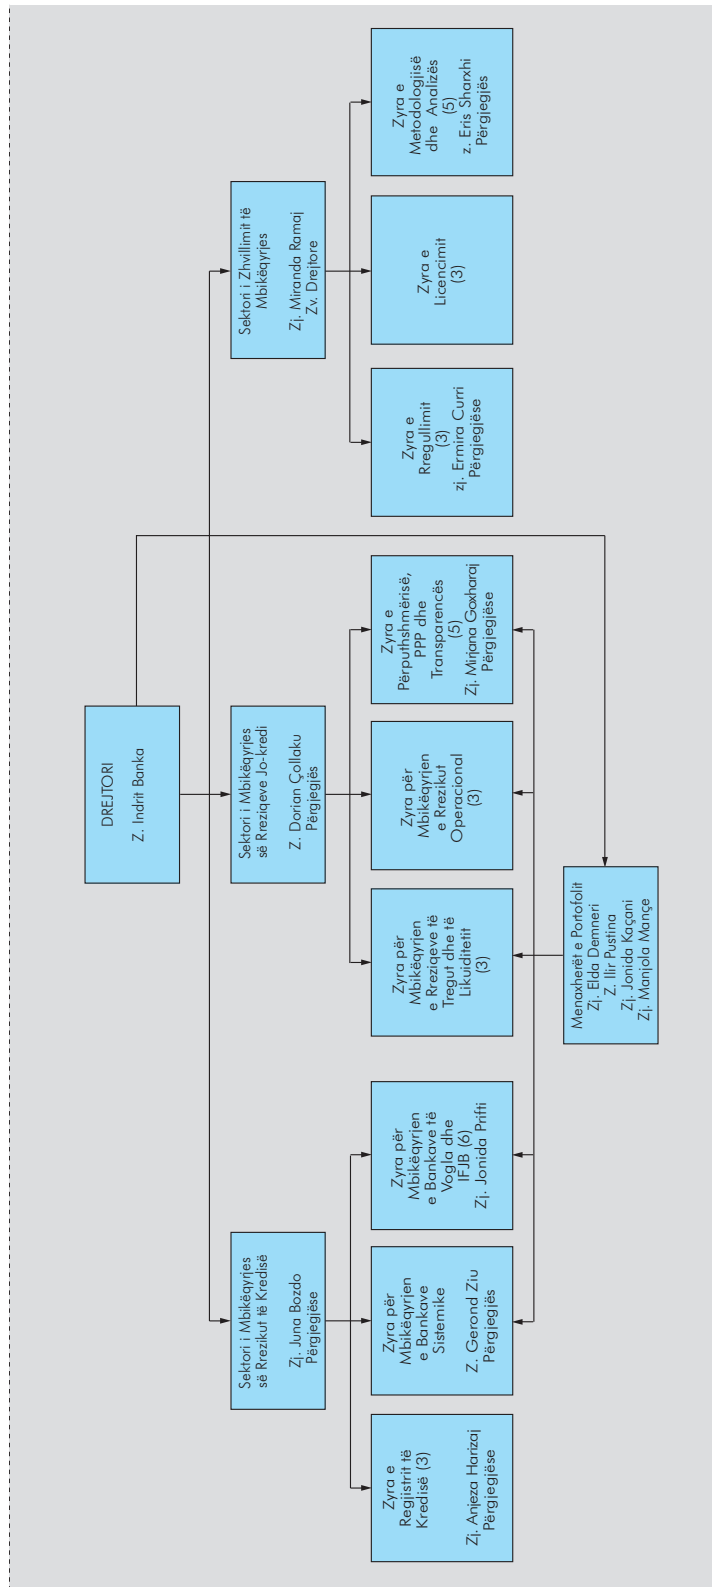 DREJTORI
Z. Indrit Banka
Sektori i Mbikëqyrjes
së Rrezikut të Kredisë
Zj. Juna Bozdo
Përgjegjëse
Sektori i Mbikëqyrjes
së Rreziqeve Jo-kredi
Z. Dorian Çollaku
Përgjegjës
Sektori i Zhvillimit të
Mbikëqyrjes
Zj. Miranda Ramaj
Zv. Drejtore
Zyra e
Regjistrit të
Kredisë (3)
Zj. Anjeza Harizaj
Përgjegjëse
Zyra për
Mbikëqyrjen
e Bankave
Sistemike
Z. Gerond Ziu
Përgjegjës
Zyra për
Mbikëqyrjen
e Bankave të
Vogla dhe
IFJB (6)
Zj. Jonida Prifti
Zyra për
Mbikëqyrjen
e Rreziqeve të
Tregut dhe të
Likuiditetit
(3)
Zyra për
Mbikëqyrjen
e Rrezikut
Operacional
(3)
Zyra e
Përputhshmërisë,
PPP dhe
Transparencës
(5)
Zj. Mirjana Goxharaj
Përgjegjëse
Zyra e
Rregullimit
(3)
zj. Ermira Curri
Përgjegjëse
Zyra e
Licencimit
(3)
Zyra e
Metodologjisë
dhe Analizës
(5)
z. Eris Sharxhi
Përgjegjës
Menaxherët e Portofolit
Zj. Elda Demneri
Z. Ilir Pustina
Zj. Jonida Kaçani
Zj. Manjola Mançe